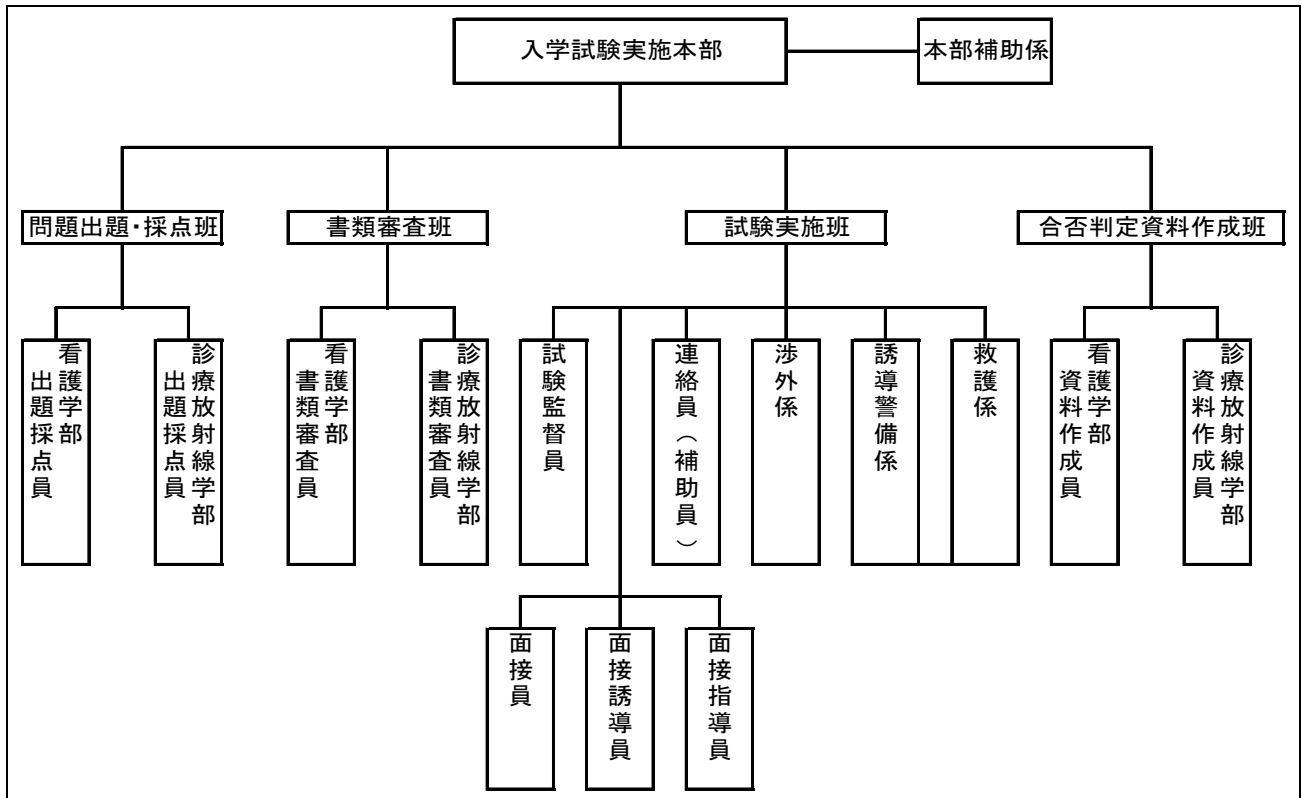 入学試験実施本部
本部補助係
問題出題・採点班
書類審査班
試験実施班
合否判定資料作成班
看護学部
出題採点員
診療放射線学部
出題採点員
看護学部
書類審査員
診療放射線学部
書類審査員
試験監督員
連絡員（補助員）
渉外係
誘導警備係
救護係
看護学部
資料作成員
診療放射線学部
資料作成員
面接員
面接誘導員
面接指導員